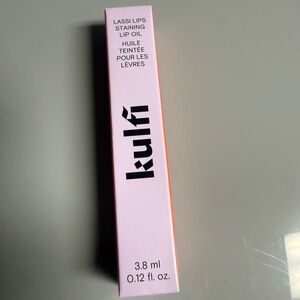 LASSI LIPS
STAINING
LIP OIL
HUILE
TEINTÉE
POUR LES
LÈVRES
kulfi
3.8 ml
0.12 fl. oz.